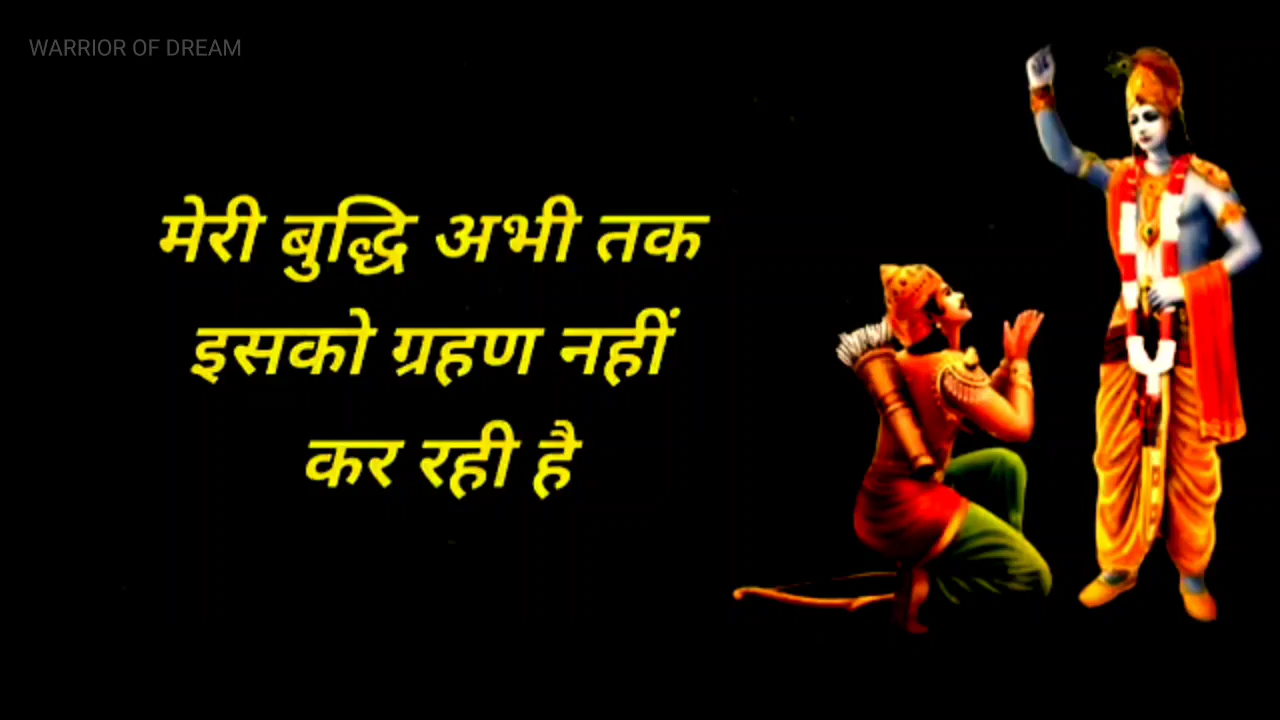 WARRIOR OF DREAM
मेरी बुद्धि अभी तक
इसको ग्रहण नहीं
कर रही है